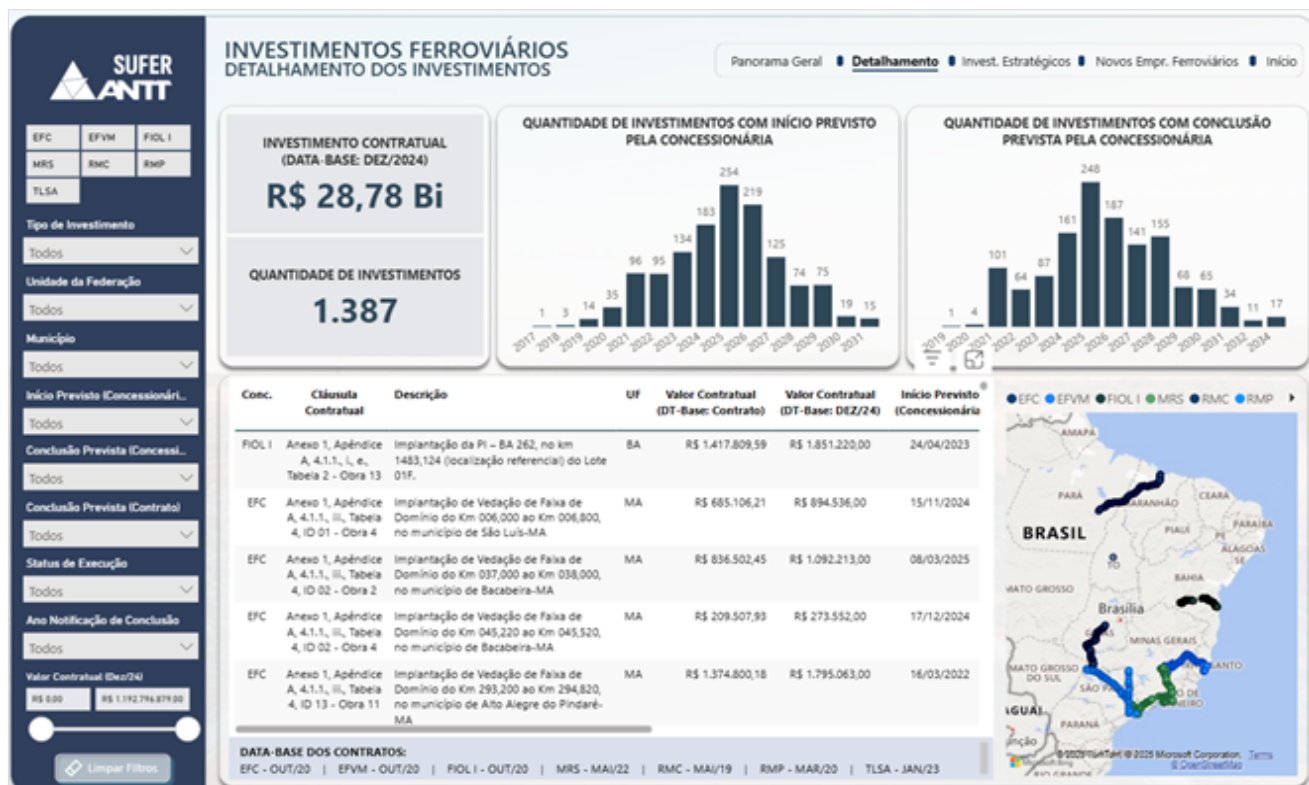 SUFER
ANTT
EFC EFVM FIOL I
MRS RMC RMP
TLSA
Tipo de Investimento
Todos
Unidade da Federação
Todos
Município
Todos
Início Previsto (Concessionári...
Todos
Conclusão Prevista (Concessi...
Todos
Conclusão Prevista (Contrato)
Todos
Status de Execução
Todos
Ano Notificação de Conclusão
Todos
Valor Contratual (Dez/24)
R$ 0,00 R$ 1.192.796.879,00
Limpar Filtros
INVESTIMENTOS FERROVIÁRIOS
DETALHAMENTO DOS INVESTIMENTOS
Panorama Geral Detalhamento Invest. Estratégicos Novos Empr. Ferroviários Início
INVESTIMENTO CONTRATUAL
(DATA-BASE: DEZ/2024)
R$ 28,78 Bi
QUANTIDADE DE INVESTIMENTOS
1.387
QUANTIDADE DE INVESTIMENTOS COM INÍCIO PREVISTO
PELA CONCESSIONÁRIA
1 3 14 35 96 95 134 183 254 219 125 74 75 19 15
2017 2018 2019 2020 2021 2022 2023 2024 2025 2026 2027 2028 2029 2030 2031
QUANTIDADE DE INVESTIMENTOS COM CONCLUSÃO
PREVISTA PELA CONCESSIONÁRIA
1 4 101 64 87 161 248 187 141 155 68 65 34 11 17
2019 2020 2021 2022 2023 2024 2025 2026 2027 2028 2029 2030 2031 2032 2034
Conc. Cláusula Descrição UF Valor Contratual Valor Contratual Início Previsto
Contratual (DT-Base: Contrato) (DT-Base: DEZ/24) (Concessionária
FIOL I Anexo 1, Apêndice Implantação da PI – BA 262, no km BA R$ 1.417.809,59 R$ 1.851.220,00 24/04/2023
A, 4.1.1., i., e., 1483,124 (localização referencial) do Lote
Tabela 2 - Obra 13 01F.
EFC Anexo 1, Apêndice Implantação de Vedação de Faixa de MA R$ 685.106,21 R$ 894.536,00 15/11/2024
A, 4.1.1., iii., Tabela Domínio do Km 006,000 ao Km 006,800,
4, ID 01 - Obra 4 no município de São Luís-MA
EFC Anexo 1, Apêndice Implantação de Vedação de Faixa de MA R$ 836.502,45 R$ 1.092.213,00 08/03/2025
A, 4.1.1., iii., Tabela Domínio do Km 037,000 ao Km 038,000,
4, ID 02 - Obra 2 no município de Bacabeira-MA
EFC Anexo 1, Apêndice Implantação de Vedação de Faixa de MA R$ 209.507,93 R$ 273.552,00 17/12/2024
A, 4.1.1., iii., Tabela Domínio do Km 045,220 ao Km 045,520,
4, ID 02 - Obra 4 no município de Bacabeira-MA
EFC Anexo 1, Apêndice Implantação de Vedação de Faixa de MA R$ 1.374.800,18 R$ 1.795.063,00 16/03/2022
A, 4.1.1., iii., Tabela Domínio do Km 293,200 ao Km 294,820,
4, ID 13 - Obra 11 no município de Alto Alegre do Pindaré-
MA
DATA-BASE DOS CONTRATOS:
EFC - OUT/20 | EFVM - OUT/20 | FIOL I - OUT/20 | MRS - MAI/22 | RMC - MAI/19 | RMP - MAR/20 | TLSA - JAN/23
EFC EFVM FIOL I MRS RMC RMP
AMAPÁ
PARÁ
CEARÁ
BRASIL
PIAUÍ
PARAÍBA
PE
ALAGOAS
SE
TO
MATO GROSSO
BAHIA
Brasília
MINAS GERAIS
MATO GROSSO
DO SUL
PARANÁ
Microsoft Bing
© 2025 TomTom, © 2025 Microsoft Corporation, Terms
© OpenStreetMap